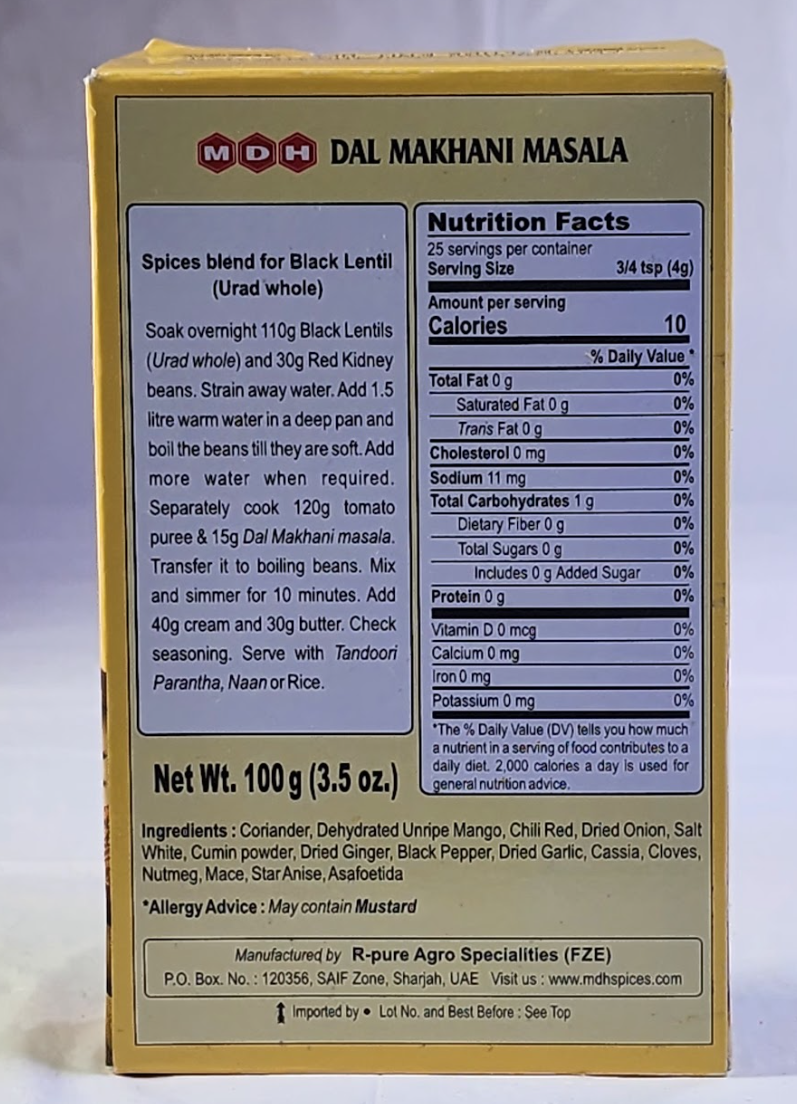 MDH DAL MAKHANI MASALA
Spices blend for Black Lentil
(Urad whole)
Soak overnight 110g Black Lentils
(Urad whole) and 30g Red Kidney
beans. Strain away water. Add 1.5
litre warm water in a deep pan and
boil the beans till they are soft. Add
more water when required.
Separately cook 120g tomato
puree & 15g Dal Makhani masala.
Transfer it to boiling beans. Mix
and simmer for 10 minutes. Add
40g cream and 30g butter. Check
seasoning. Serve with Tandoori
Parantha, Naan or Rice.
Net Wt. 100 g (3.5 oz.)
Nutrition Facts
25 servings per container
Serving Size 3/4 tsp (4g)
Amount per serving
Calories 10
% Daily Value *
Total Fat 0 g 0%
Saturated Fat 0 g 0%
Trans Fat 0 g 0%
Cholesterol 0 mg 0%
Sodium 11 mg 0%
Total Carbohydrates 1 g 0%
Dietary Fiber 0 g 0%
Total Sugars 0 g 0%
Includes 0 g Added Sugar 0%
Protein 0 g 0%
Vitamin D 0 mcg 0%
Calcium 0 mg 0%
Iron 0 mg 0%
Potassium 0 mg 0%
*The % Daily Value (DV) tells you how much
a nutrient in a serving of food contributes to a
daily diet. 2,000 calories a day is used for
general nutrition advice.
Ingredients : Coriander, Dehydrated Unripe Mango, Chili Red, Dried Onion, Salt
White, Cumin powder, Dried Ginger, Black Pepper, Dried Garlic, Cassia, Cloves,
Nutmeg, Mace, Star Anise, Asafoetida
*Allergy Advice : May contain Mustard
Manufactured by R-pure Agro Specialities (FZE)
P.O. Box. No. : 120356, SAIF Zone, Sharjah, UAE Visit us : www.mdhspices.com
Imported by • Lot No. and Best Before : See Top